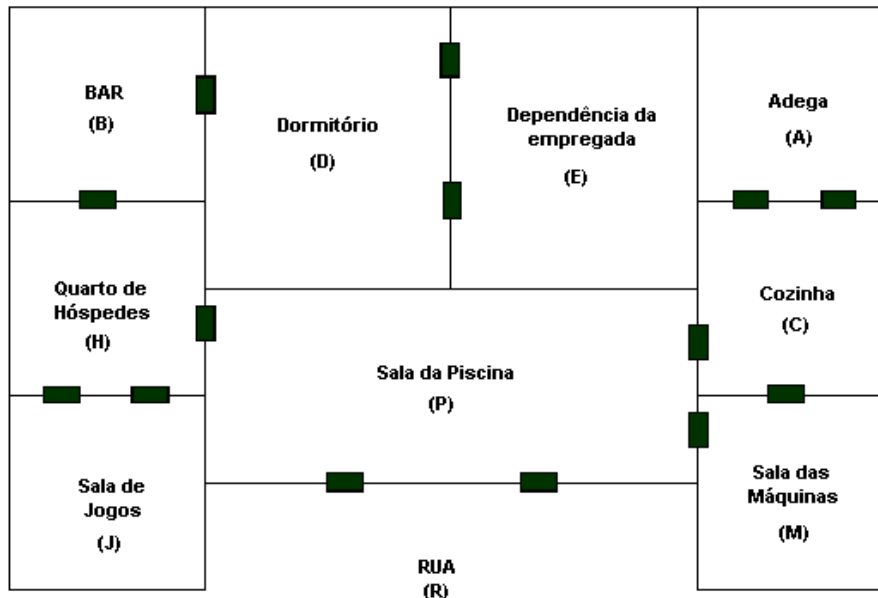 BAR
(B)
Dormitório
(D)
Dependência da
empregada
(E)
Adega
(A)
Quarto de
Hóspedes
(H)
Sala da Piscina
(P)
Cozinha
(C)
Sala de
Jogos
(J)
Sala das
Máquinas
(M)
RUA
(R)